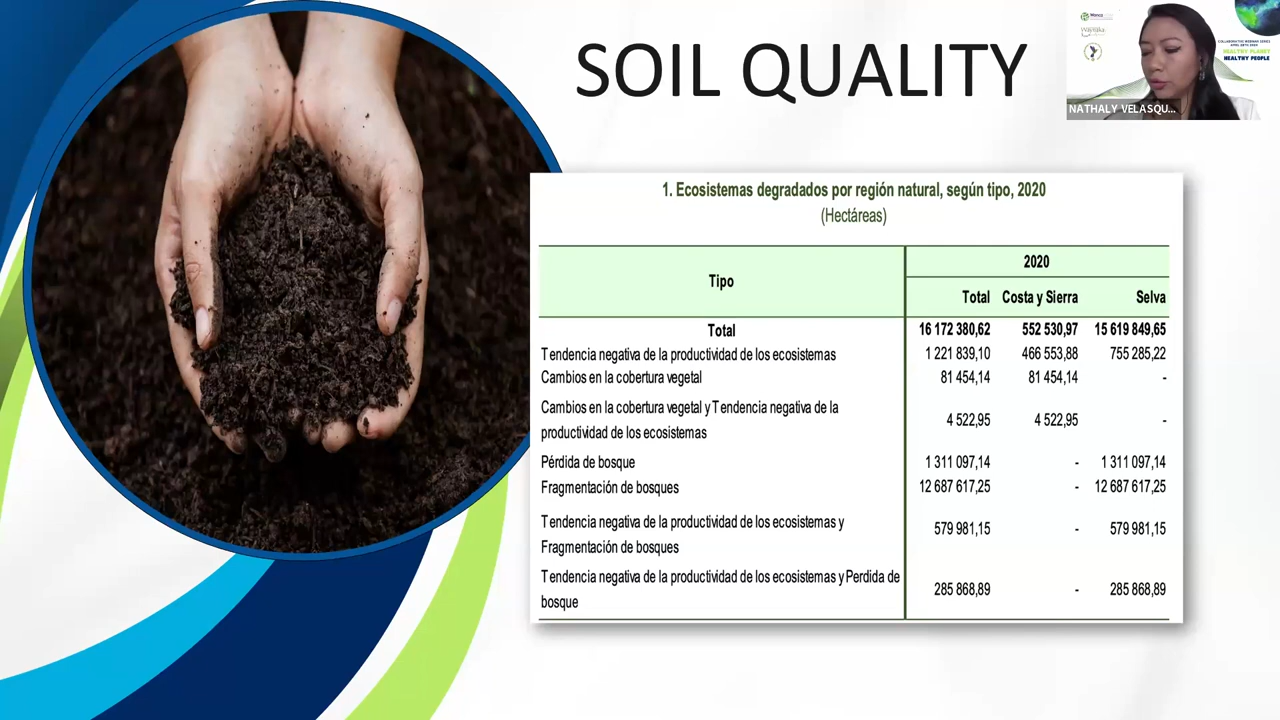 SOIL QUALITY
COLLABORATIVE WEBINAR SERIES
HEALTHY PLANET
HEALTHY PEOPLE
NATHALY VELASQU...
1. Ecosistemas degradados por región natural, según tipo, 2020
(Hectáreas)
Tipo 2020
Total Costa y Sierra Selva
Total 16 172 380,62 552 530,97 15 619 849,65
Tendencia negativa de la productividad de los ecosistemas 1 221 839,10 466 553,88 755 285,22
Cambios en la cobertura vegetal 81 454,14 81 454,14 -
Cambios en la cobertura vegetal y Tendencia negativa de la
productividad de los ecosistemas 4 522,95 4 522,95 -
Pérdida de bosque 1 311 097,14 - 1 311 097,14
Fragmentación de bosques 12 687 617,25 - 12 687 617,25
Tendencia negativa de la productividad de los ecosistemas y
Fragmentación de bosques 579 981,15 - 579 981,15
Tendencia negativa de la productividad de los ecosistemas y Perdida de
bosque 285 868,89 - 285 868,89